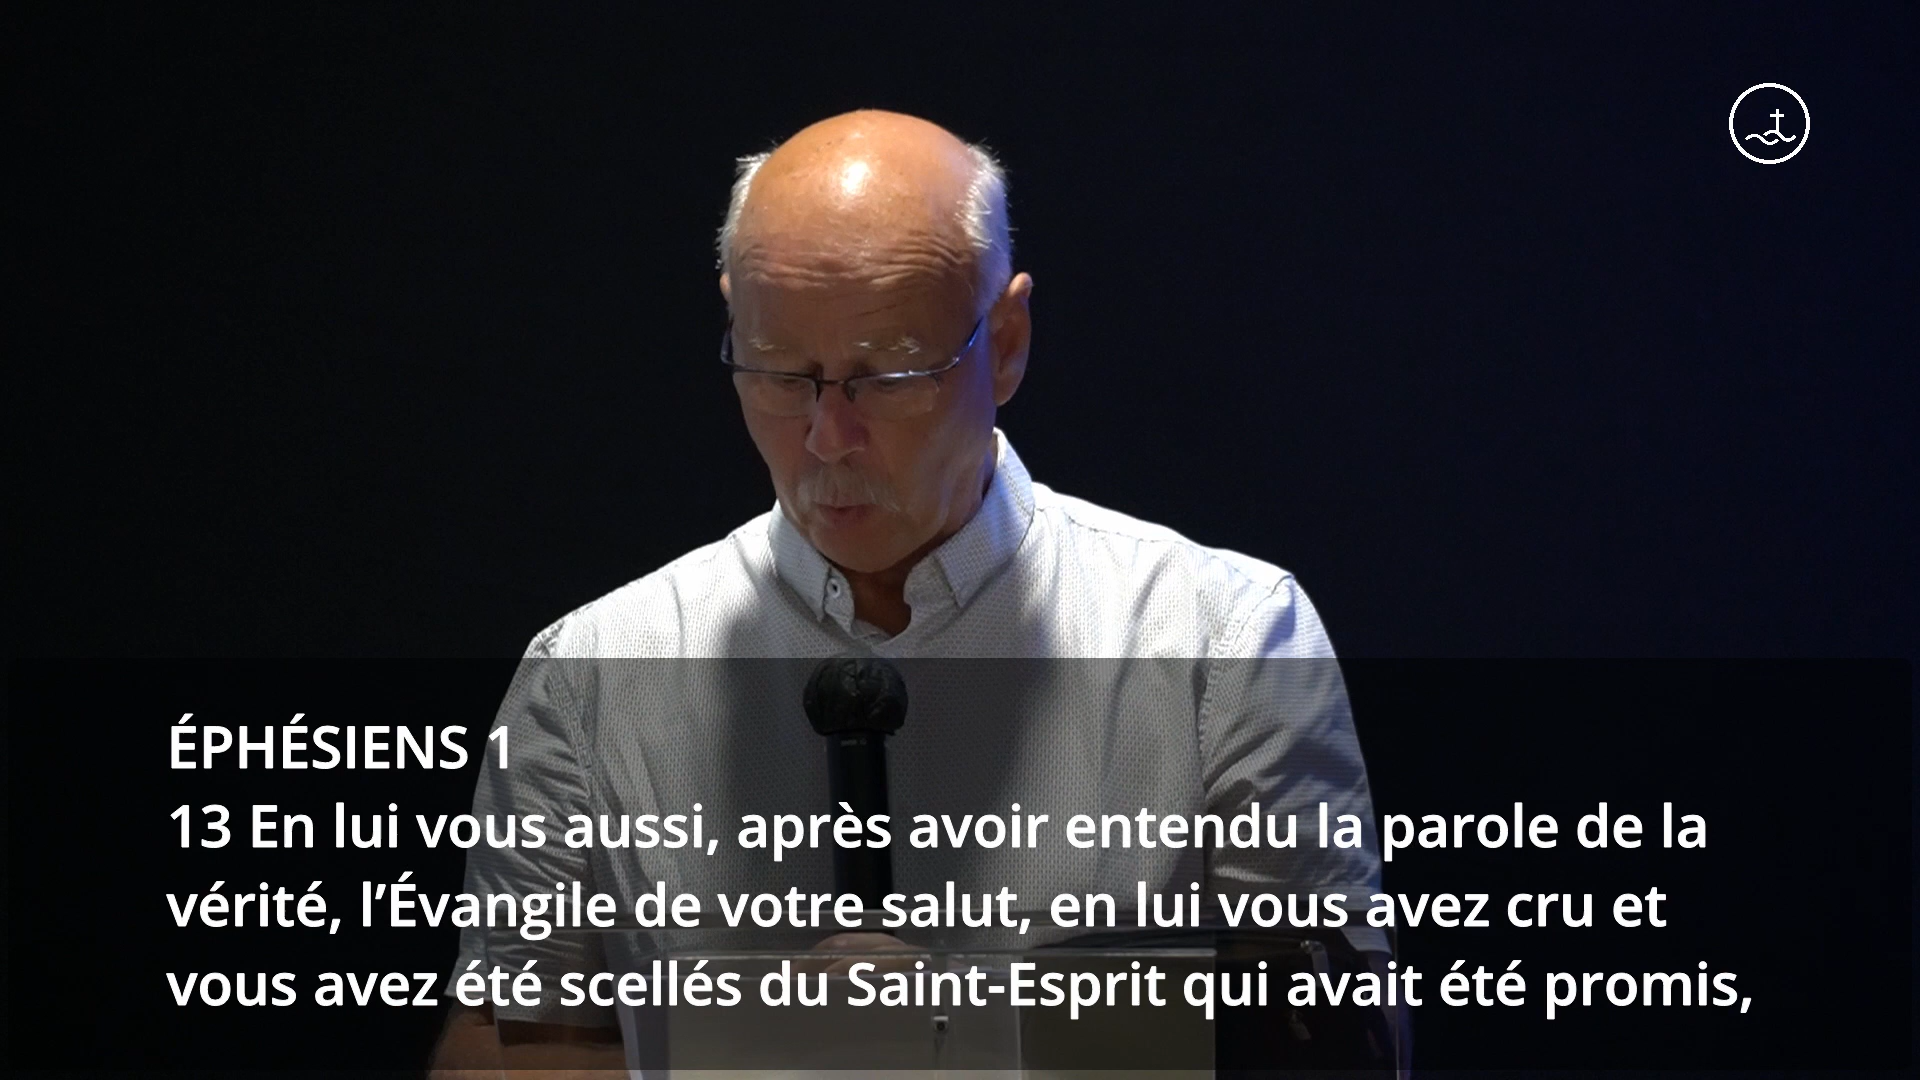 ÉPHÉSIENS 1
13 En lui vous aussi, après avoir entendu la parole de la
vérité, l’Évangile de votre salut, en lui vous avez cru et
vous avez été scellés du Saint-Esprit qui avait été promis,